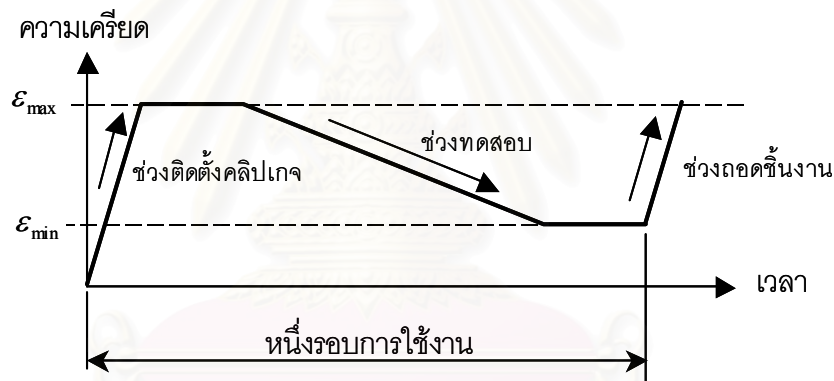 ความเครียด
ε max
ช่วงทดสอบ
ช่วงติดตั้งคลิปเกจ
ช่วงถอดชิ้นงาน
ε min
เวลา
หนึ่งรอบการใช้งาน